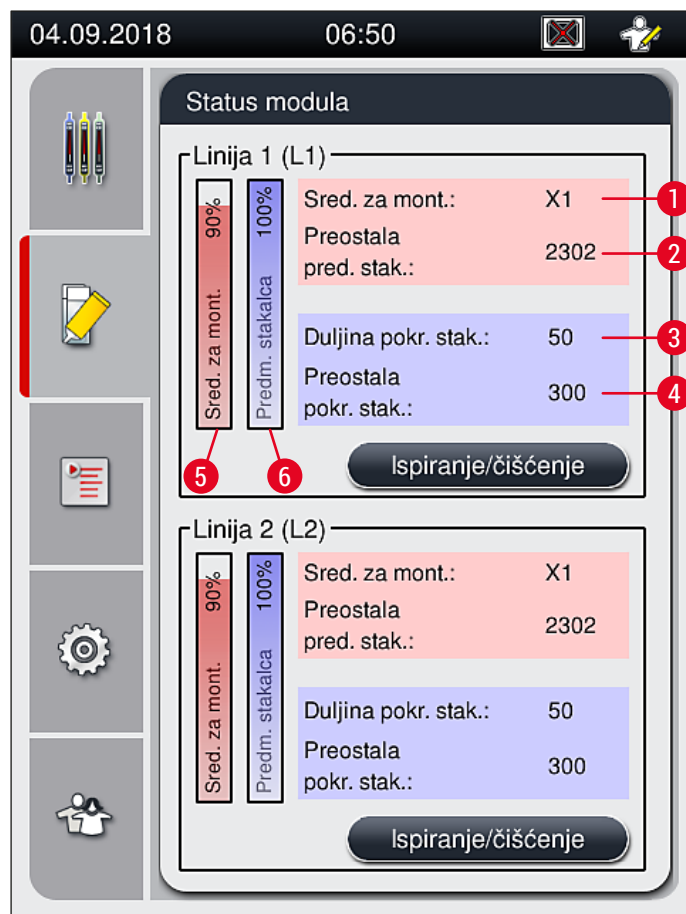 04.09.2018 06:50
Status modula
Linija 1 (L1)
90%
Sred. za mont.
100%
Predm. stakalca
Sred. za mont.: X1
Preostala
pred. stak.: 2302
Duljina pokr. stak.: 50
Preostala
pokr. stak.: 300
1
2
3
4
5
6
Ispiranje/čišćenje
Linija 2 (L2)
90%
Sred. za mont.
100%
Predm. stakalca
Sred. za mont.: X1
Preostala
pred. stak.: 2302
Duljina pokr. stak.: 50
Preostala
pokr. stak.: 300
Ispiranje/čišćenje